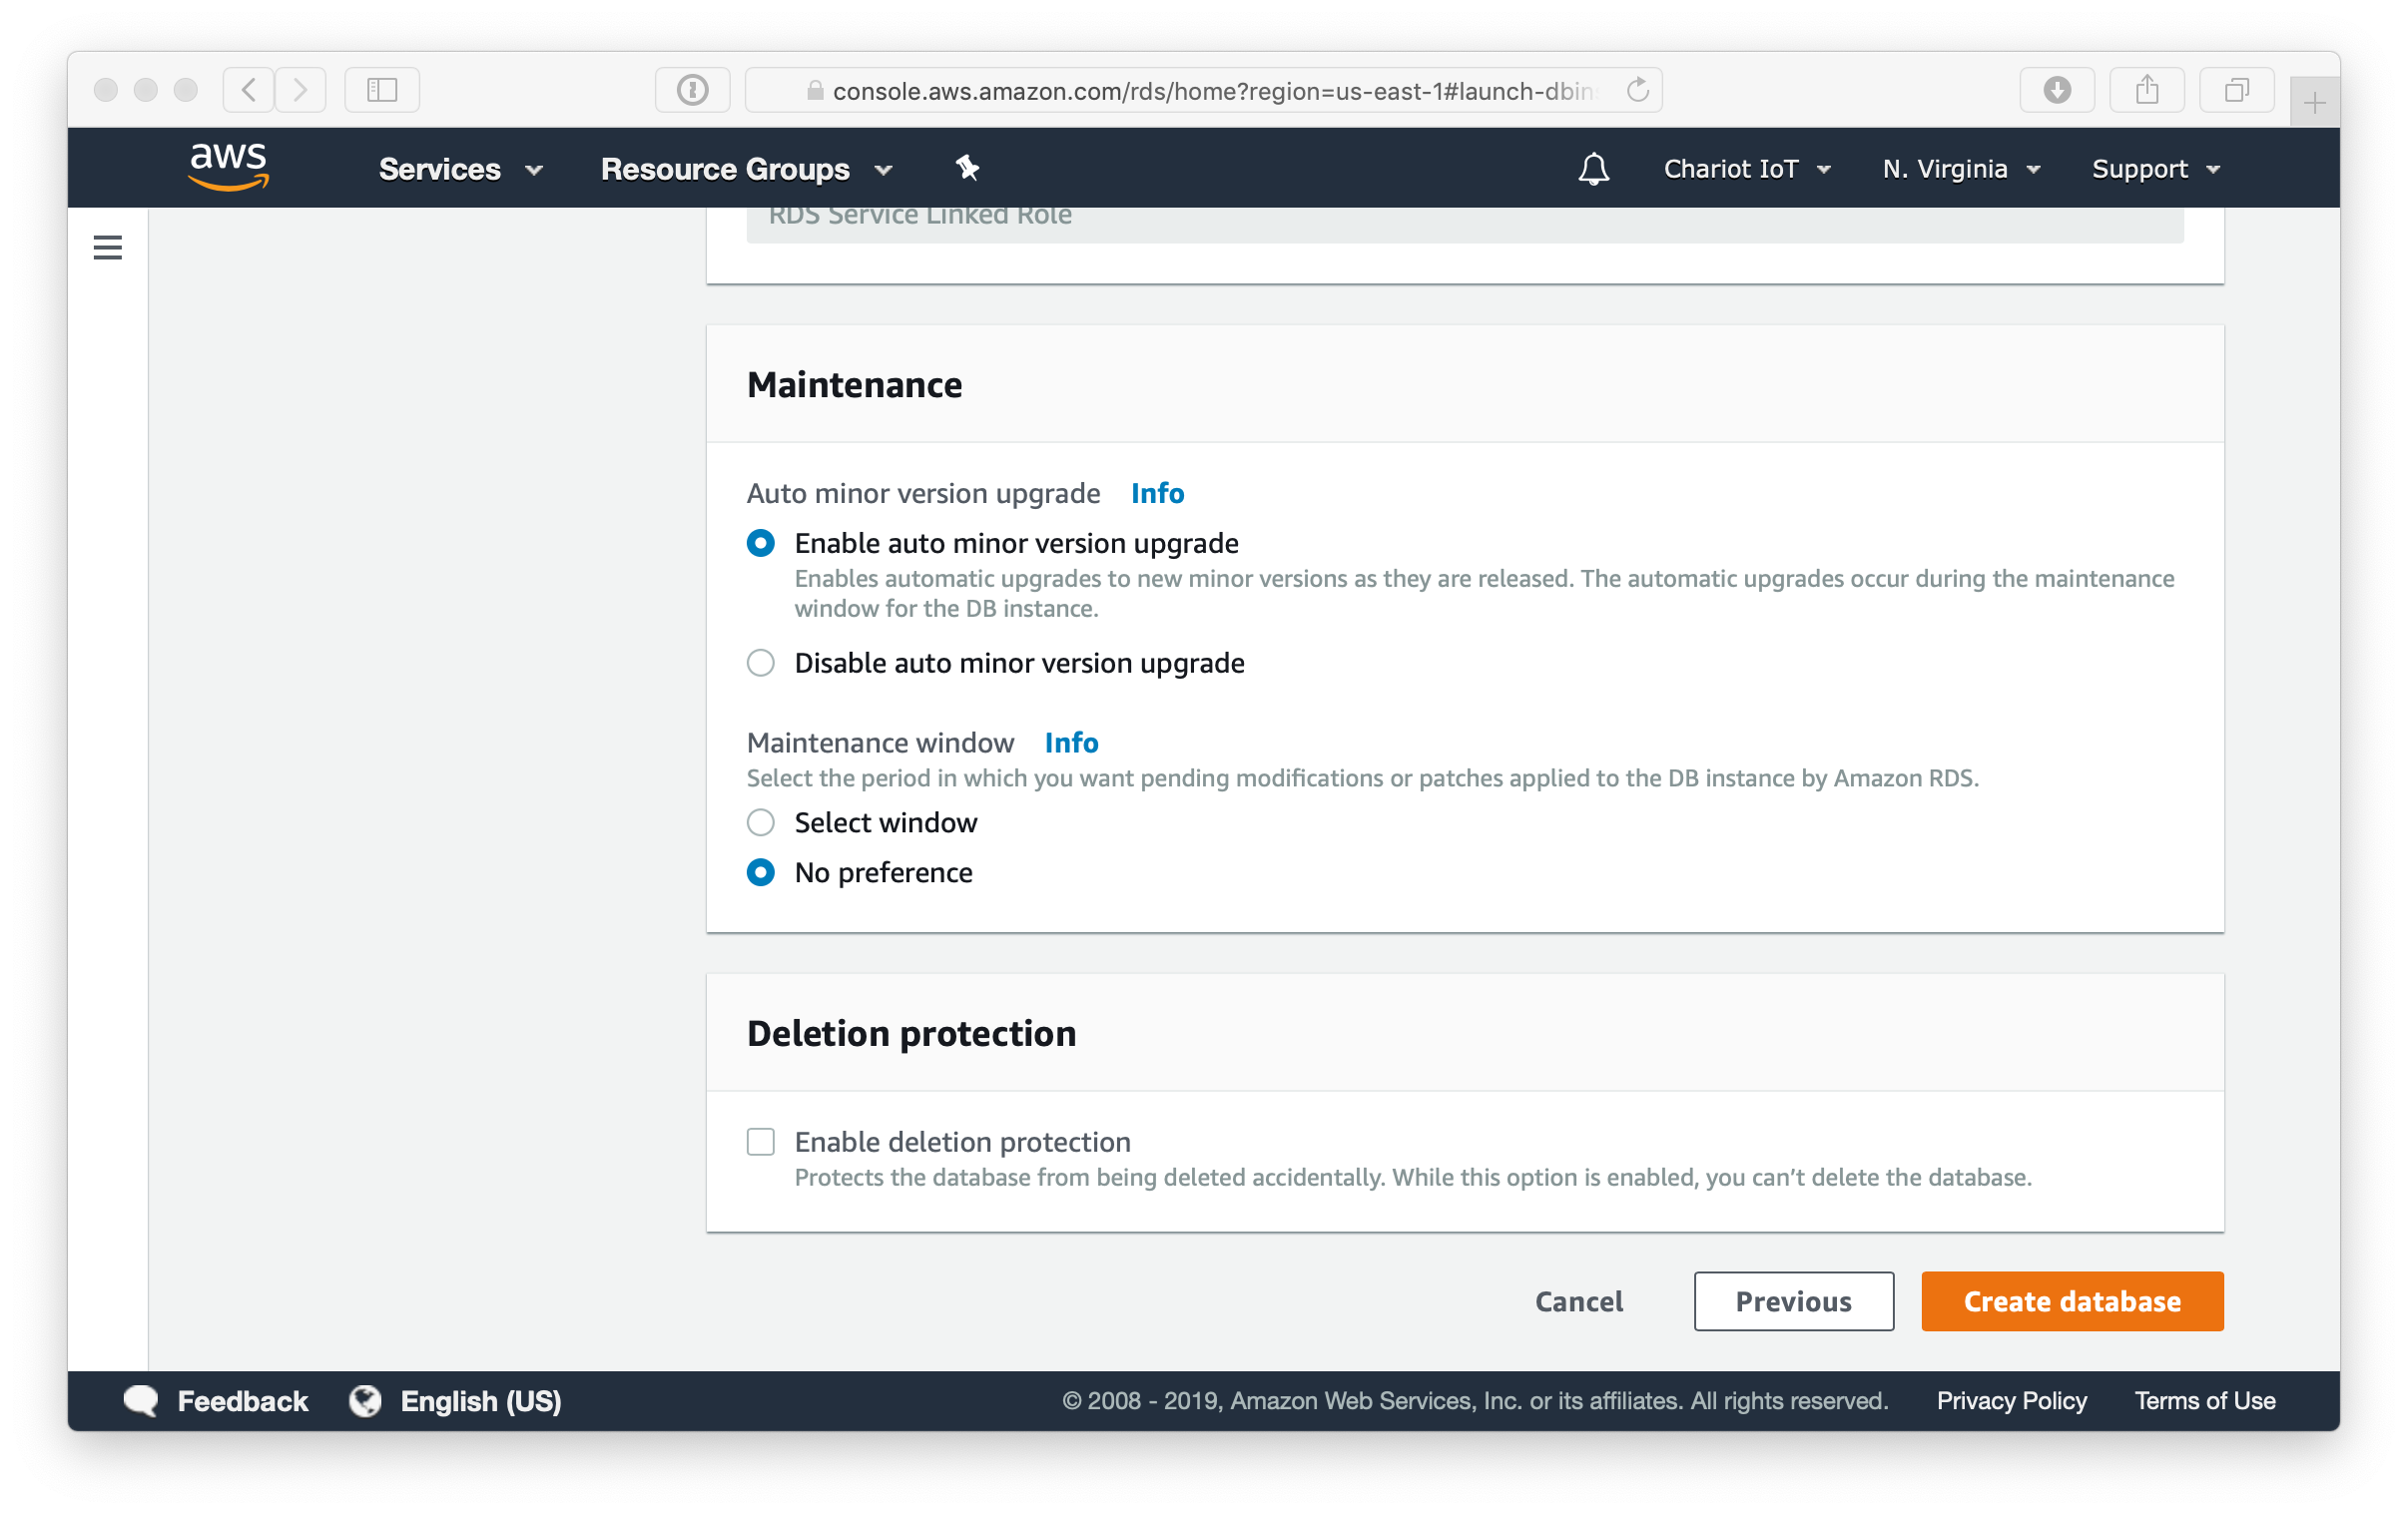 console.aws.amazon.com/rds/home?region=us-east-1#launch-dbin
aws Services Resource Groups Chariot IoT N. Virginia Support
RDS Service Linked Role
Maintenance
Auto minor version upgrade Info
Enable auto minor version upgrade
Enables automatic upgrades to new minor versions as they are released. The automatic upgrades occur during the maintenance
window for the DB instance.
Disable auto minor version upgrade
Maintenance window Info
Select the period in which you want pending modifications or patches applied to the DB instance by Amazon RDS.
Select window
No preference
Deletion protection
Enable deletion protection
Protects the database from being deleted accidentally. While this option is enabled, you can’t delete the database.
Cancel Previous Create database
Feedback English (US) © 2008 - 2019, Amazon Web Services, Inc. or its affiliates. All rights reserved. Privacy Policy Terms of Use